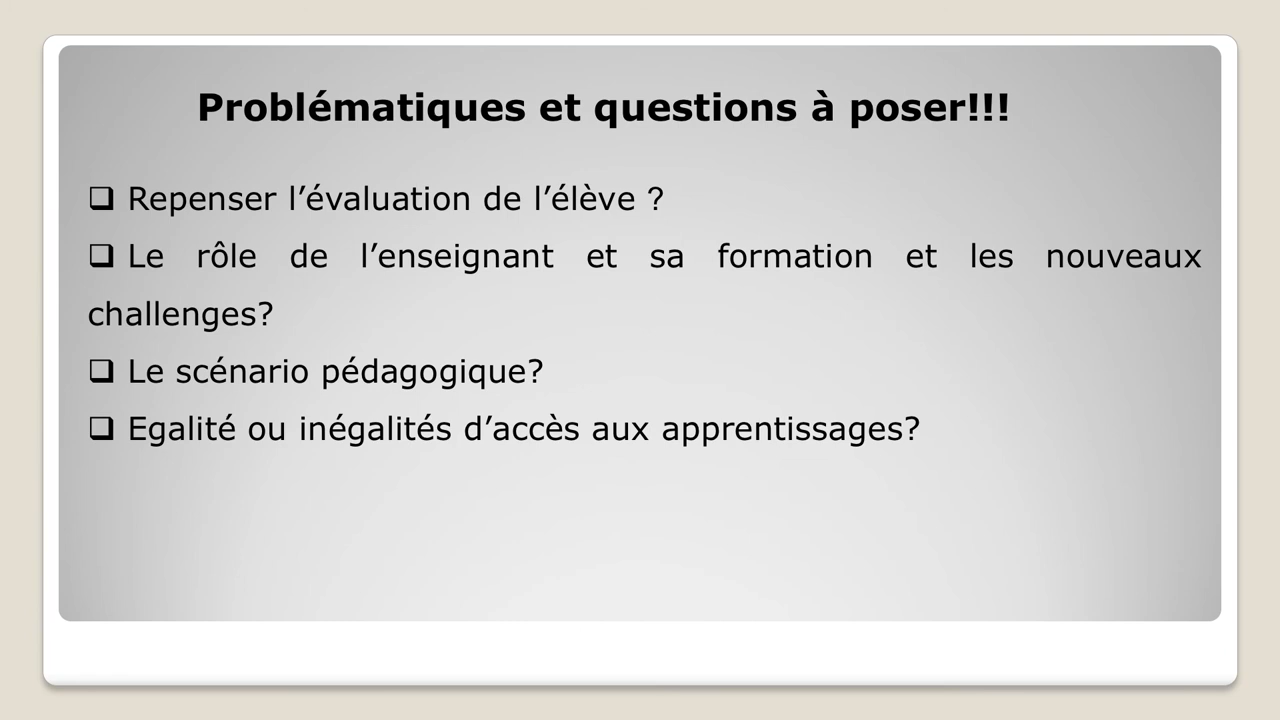 Problématiques et questions à poser!!!
❑ Repenser l’évaluation de l’élève ?
❑ Le rôle de l’enseignant et sa formation et les nouveaux
challenges?
❑ Le scénario pédagogique?
❑ Egalité ou inégalités d’accès aux apprentissages?